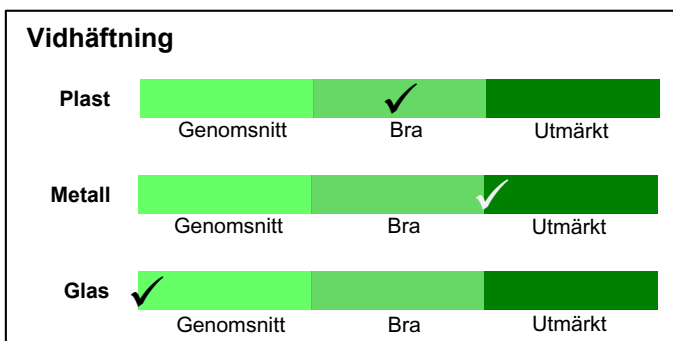 Vidhäftning
Plast
Genomsnitt Bra Utmärkt
Metall
Genomsnitt Bra Utmärkt
Glas
Genomsnitt Bra Utmärkt